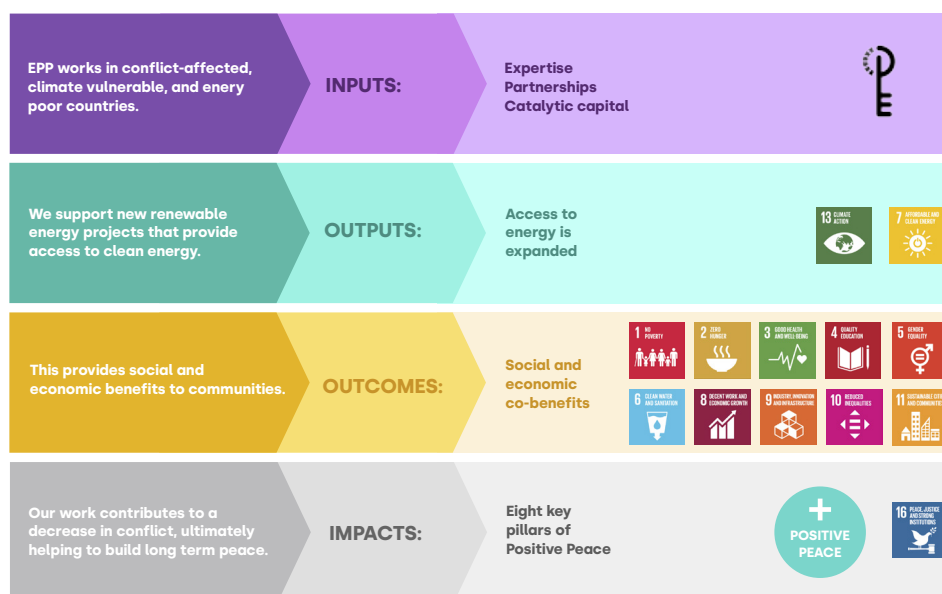 EPP works in conflict-affected,
climate vulnerable, and enery
poor countries.
INPUTS:
Expertise
Partnerships
Catalytic capital
We support new renewable
energy projects that provide
access to clean energy.
OUTPUTS:
Access to
energy is
expanded
13 CLIMATE
ACTION
7 AFFORDABLE AND
CLEAN ENERGY
This provides social and
economic benefits to communities.
OUTCOMES:
Social and
economic
co-benefits
1 NO
POVERTY
2 ZERO
HUNGER
3 GOOD HEALTH
AND WELL-BEING
4 QUALITY
EDUCATION
5 GENDER
EQUALITY
6 CLEAN WATER
AND SANITATION
8 DECENT WORK AND
ECONOMIC GROWTH
9 INDUSTRY, INNOVATION
AND INFRASTRUCTURE
10 REDUCED
INEQUALITIES
11 SUSTAINABLE CITI
AND COMMUNITIE
Our work contributes to a
decrease in conflict, ultimately
helping to build long term peace.
IMPACTS:
Eight key
pillars of
Positive Peace
+
POSITIVE
PEACE
16 PEACE, JUSTICE
AND STRONG
INSTITUTIONS